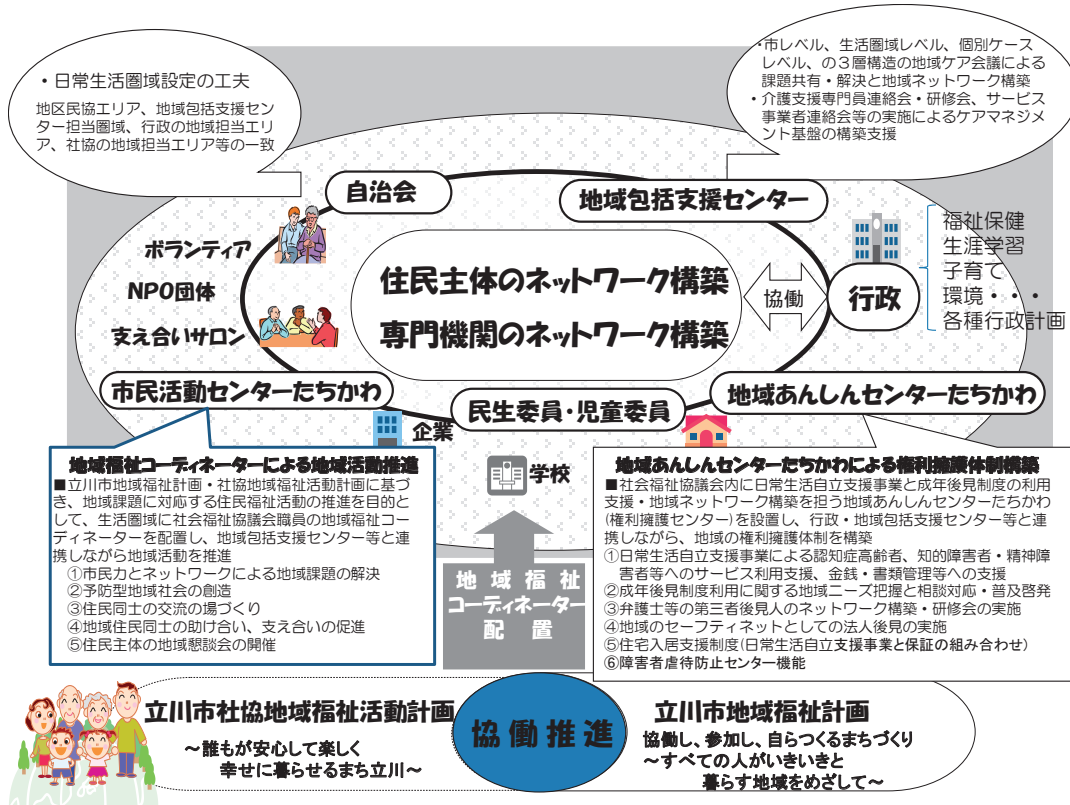 ・日常生活圏域設定の工夫
地区民協エリア、地域包括支援セン
ター担当圏域、行政の地域担当エリ
ア、社協の地域担当エリア等の一致
・市レベル、生活圏域レベル、個別ケース
レベル、の３層構造の地域ケア会議による
課題共有・解決と地域ネットワーク構築
・介護支援専門員連絡会・研修会、サービス
事業者連絡会等の実施によるケアマネジメ
ント基盤の構築支援
自治会
地域包括支援センター
ボランティア
NPO団体
支え合いサロン
住民主体のネットワーク構築
専門機関のネットワーク構築
協働
行政
福祉保健
生涯学習
子育て
環境・・・
各種行政計画
市民活動センターたちかわ
民生委員・児童委員
地域あんしんセンターたちかわ
企業
学校
地域福祉コーディネーターによる地域活動推進
■立川市地域福祉計画・社協地域福祉活動計画に基づ
き、地域課題に対応する住民福祉活動の推進を目的と
して、生活圏域に社会福祉協議会職員の地域福祉コー
ディネーターを配置し、地域包括支援センター等と連
携しながら地域活動を推進
①市民力とネットワークによる地域課題の解決
②予防型地域社会の創造
③住民同士の交流の場づくり
④地域住民同士の助け合い、支え合いの促進
⑤住民主体の地域懇談会の開催
地域福祉
コーディネーター
配置
地域あんしんセンターたちかわによる権利擁護体制構築
■社会福祉協議会内に日常生活自立支援事業と成年後見制度の利用
支援・地域ネットワーク構築を担う地域あんしんセンターたちかわ
(権利擁護センター)を設置し、行政・地域包括支援センター等と連
携しながら、地域の権利擁護体制を構築
①日常生活自立支援事業による認知症高齢者、知的障害者・精神障
害者等へのサービス利用支援、金銭・書類管理等への支援
②成年後見制度利用に関する地域ニーズ把握と相談対応・普及啓発
③弁護士等の第三者後見人のネットワーク構築・研修会の実施
④地域のセーフティネットとしての法人後見の実施
⑤住宅入居支援制度(日常生活自立支援事業と保証の組み合わせ)
⑥障害者虐待防止センター機能
立川市社協地域福祉活動計画
～誰もが安心して楽しく
幸せに暮らせるまち立川～
協働推進
立川市地域福祉計画
協働し、参加し、自らつくるまちづくり
～すべての人がいきいきと
暮らす地域をめざして～